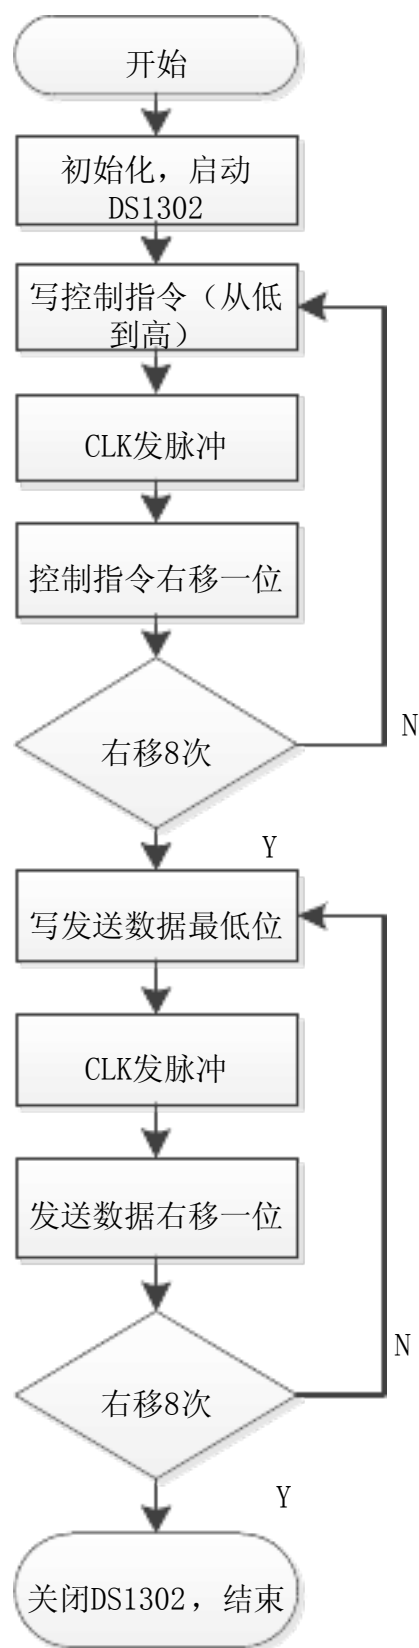 开始
初始化，启动
DS1302
写控制指令（从低
到高）
CLK发脉冲
控制指令右移一位
右移8次
N
Y
写发送数据最低位
CLK发脉冲
发送数据右移一位
右移8次
N
Y
关闭DS1302，结束